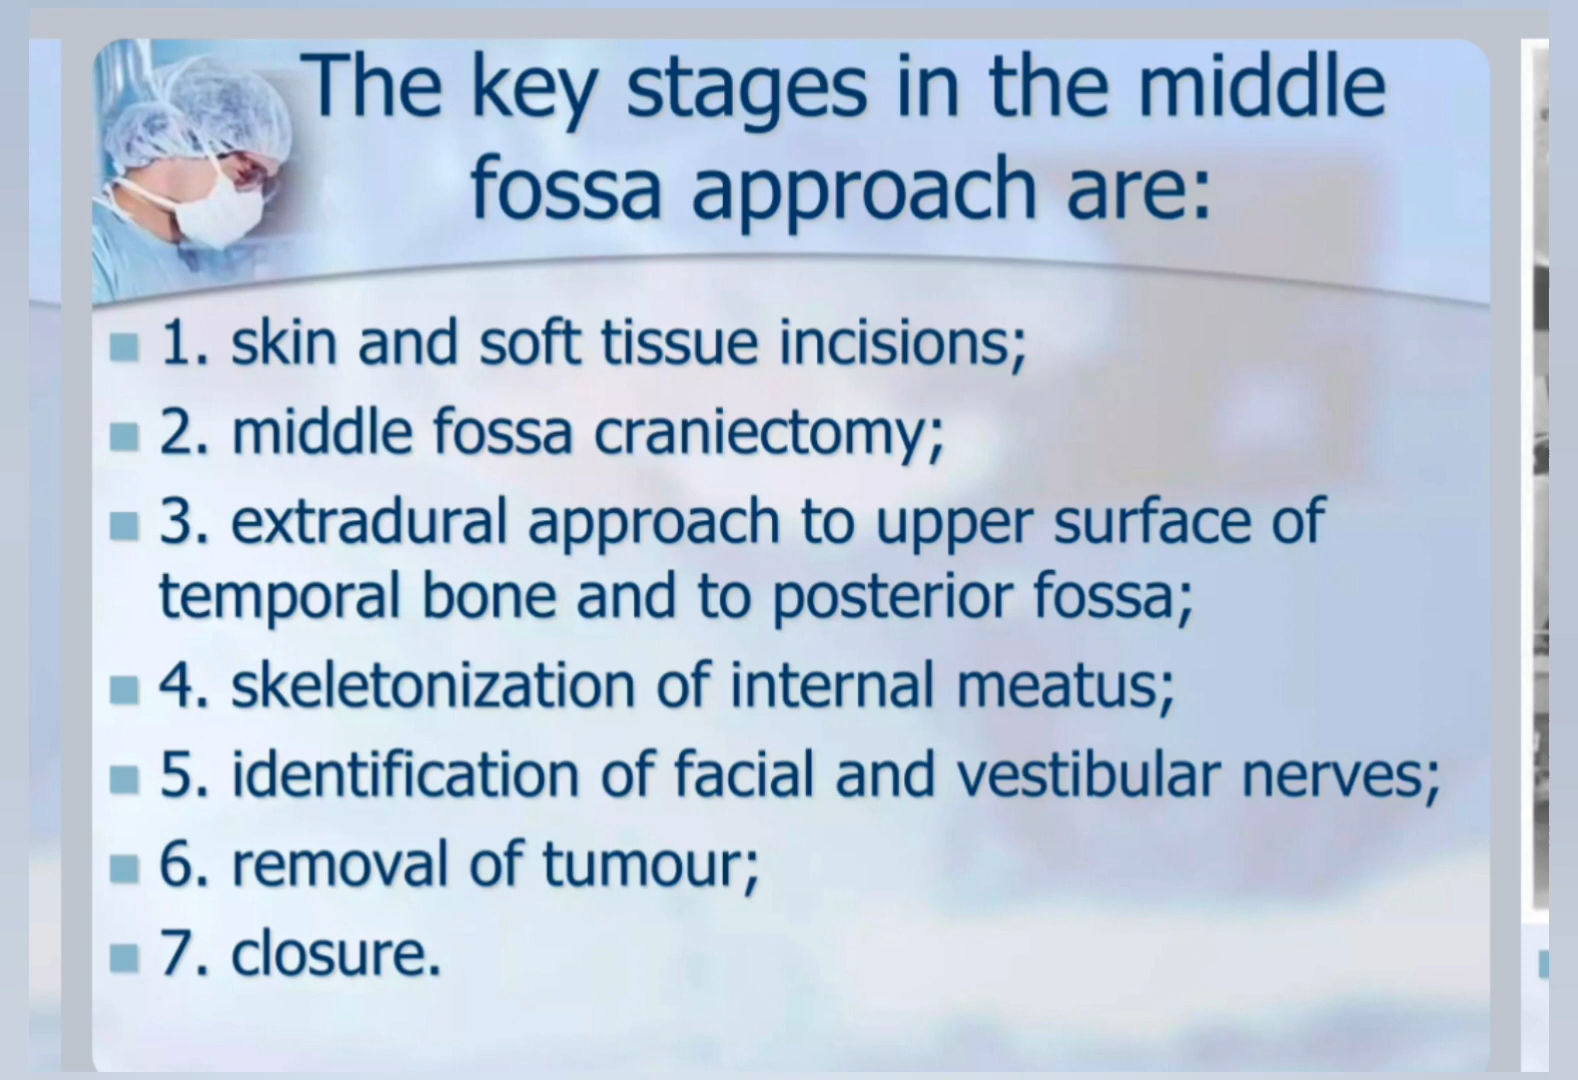 The key stages in the middle
fossa approach are:
1. skin and soft tissue incisions;
2. middle fossa craniectomy;
3. extradural approach to upper surface of
temporal bone and to posterior fossa;
4. skeletonization of internal meatus;
5. identification of facial and vestibular nerves;
6. removal of tumour;
7. closure.